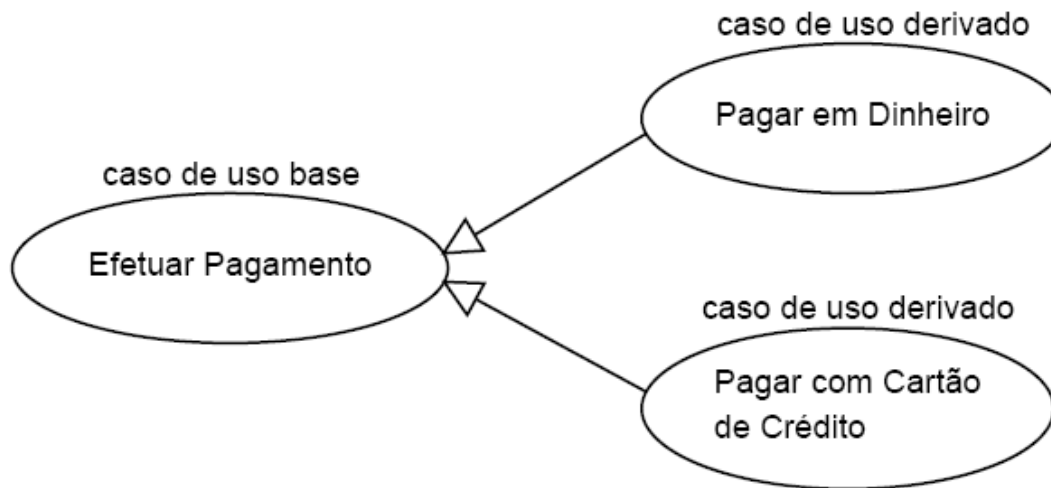 caso de uso derivado
Pagar em Dinheiro
caso de uso base
Efetuar Pagamento
caso de uso derivado
Pagar com Cartão
de Crédito